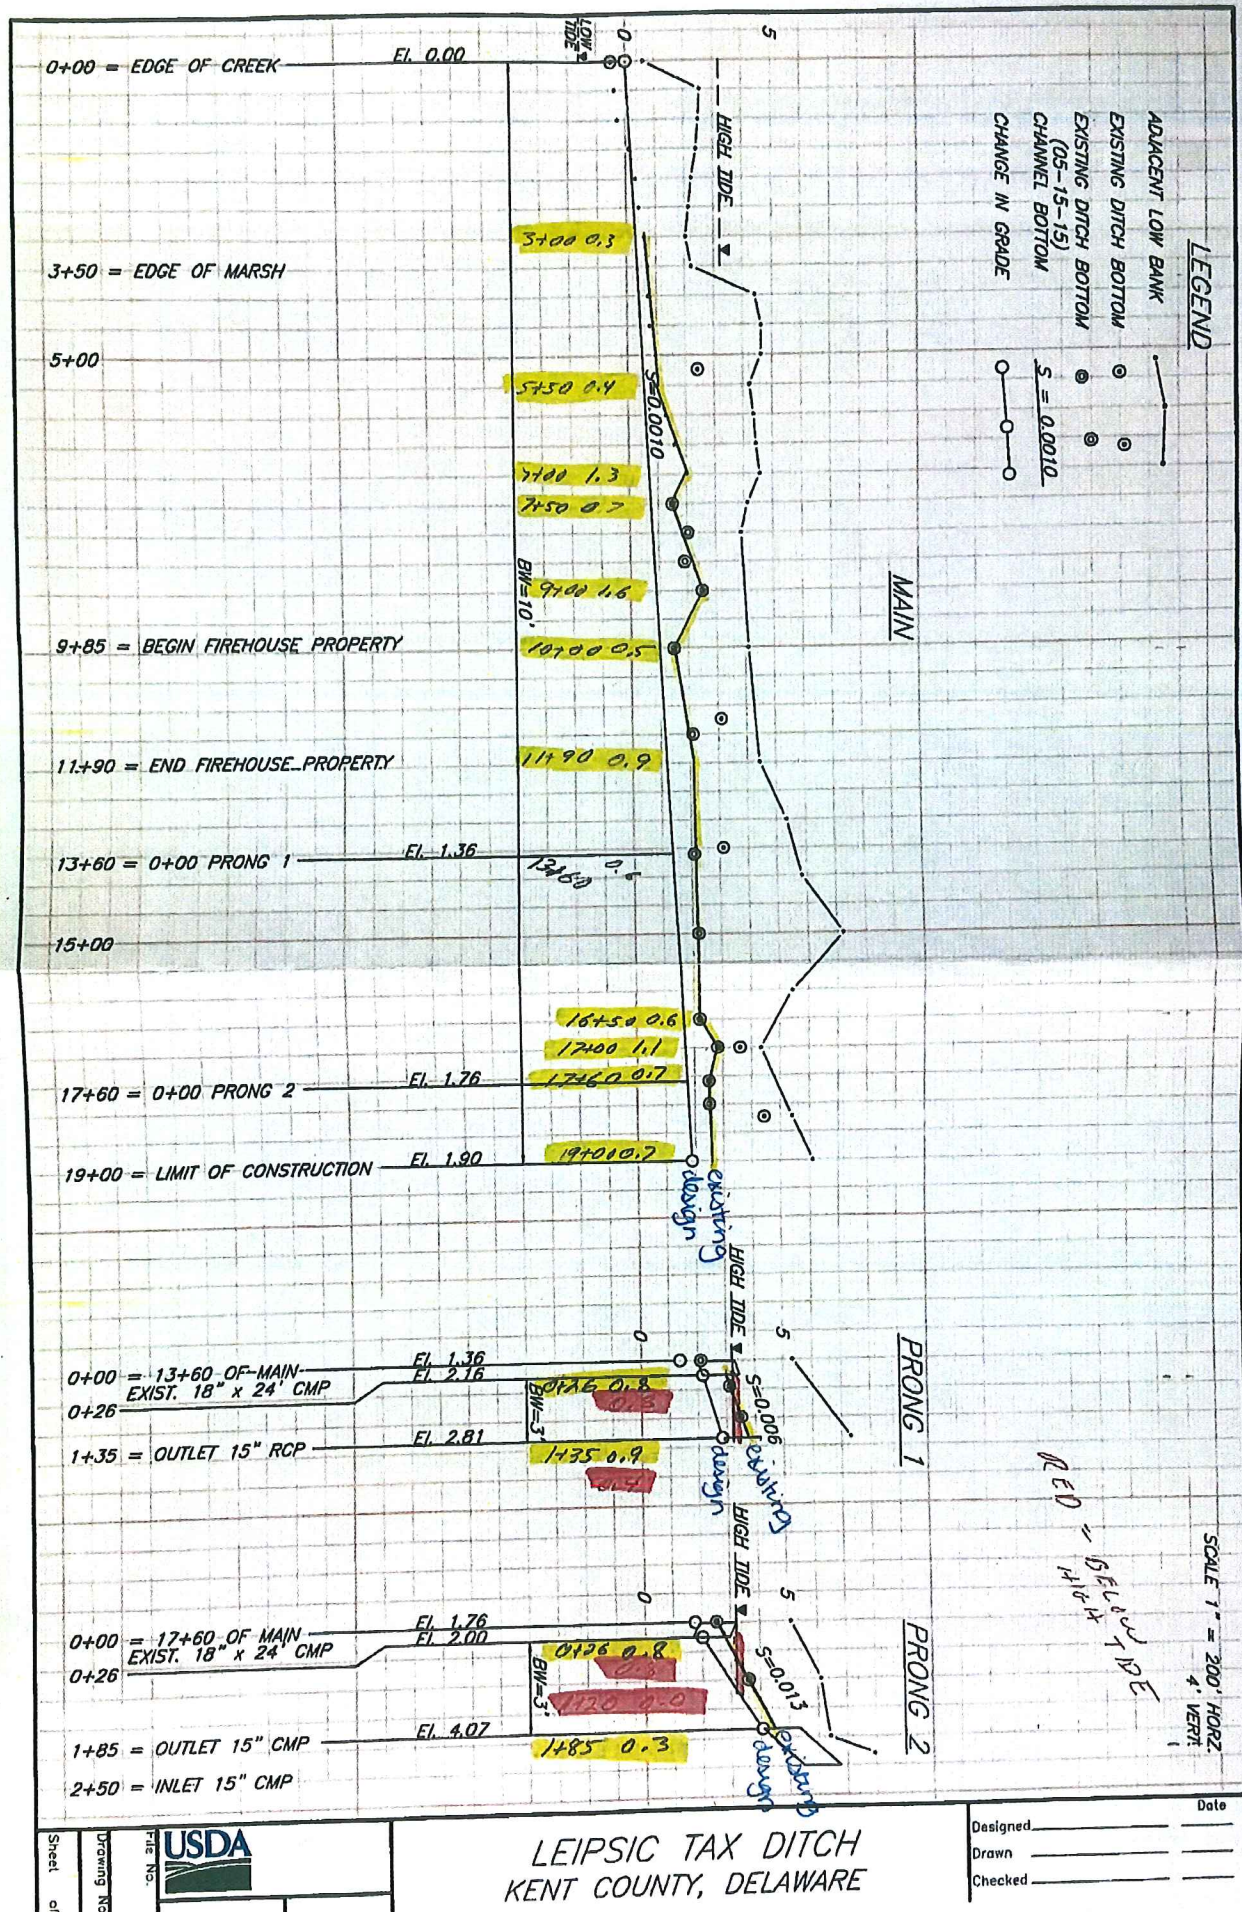 LEGEND
ADJACENT LOW BANK
EXISTING DITCH BOTTOM
EXISTING DITCH BOTTOM
(05-15-15)
CHANNEL BOTTOM
S = 0.0010
CHANGE IN GRADE
SCALE 1" = 200' HORZ.
4' VERT.
RED = BELOW
HIGH TIDE
MAIN
0
5
LOW
TIDE
HIGH TIDE
0+00 = EDGE OF CREEK
El. 0.00
3+00 0.3
3+50 = EDGE OF MARSH
5+00
5+50 0.4
S=0.0010
7+00 1.3
7+50 0.7
BW=10'
9+00 1.6
9+85 = BEGIN FIREHOUSE PROPERTY
10+00 0.5
11+90 = END FIREHOUSE PROPERTY
11+90 0.9
13+60 = 0+00 PRONG 1
El. 1.36
13+60 0.6
15+00
16+50 0.6
17+00 1.1
17+60 = 0+00 PRONG 2
El. 1.76
17+60 0.7
19+00 = LIMIT OF CONSTRUCTION
El. 1.90
19+00 0.7
design
existing
PRONG 1
HIGH TIDE
0
5
0+00 = 13+60 OF MAIN
El. 1.36
EXIST. 18" x 24' CMP
El. 2.16
0+26
0+26 0.8
0.3
BW=3'
S=0.006
1+35 = OUTLET 15" RCP
El. 2.81
1+35 0.9
0.4
design
existing
PRONG 2
HIGH TIDE
0
5
0+00 = 17+60 OF MAIN
El. 1.76
EXIST. 18" x 24' CMP
El. 2.00
0+26
0+26 0.8
BW=3'
S=0.013
1+20 0.0
1+85 = OUTLET 15" CMP
El. 4.07
1+85 0.3
2+50 = INLET 15" CMP
design
existing
Sheet of
Drawing No.
File No.
USDA
LEIPSIC TAX DITCH
KENT COUNTY, DELAWARE
Date
Designed
Drawn
Checked